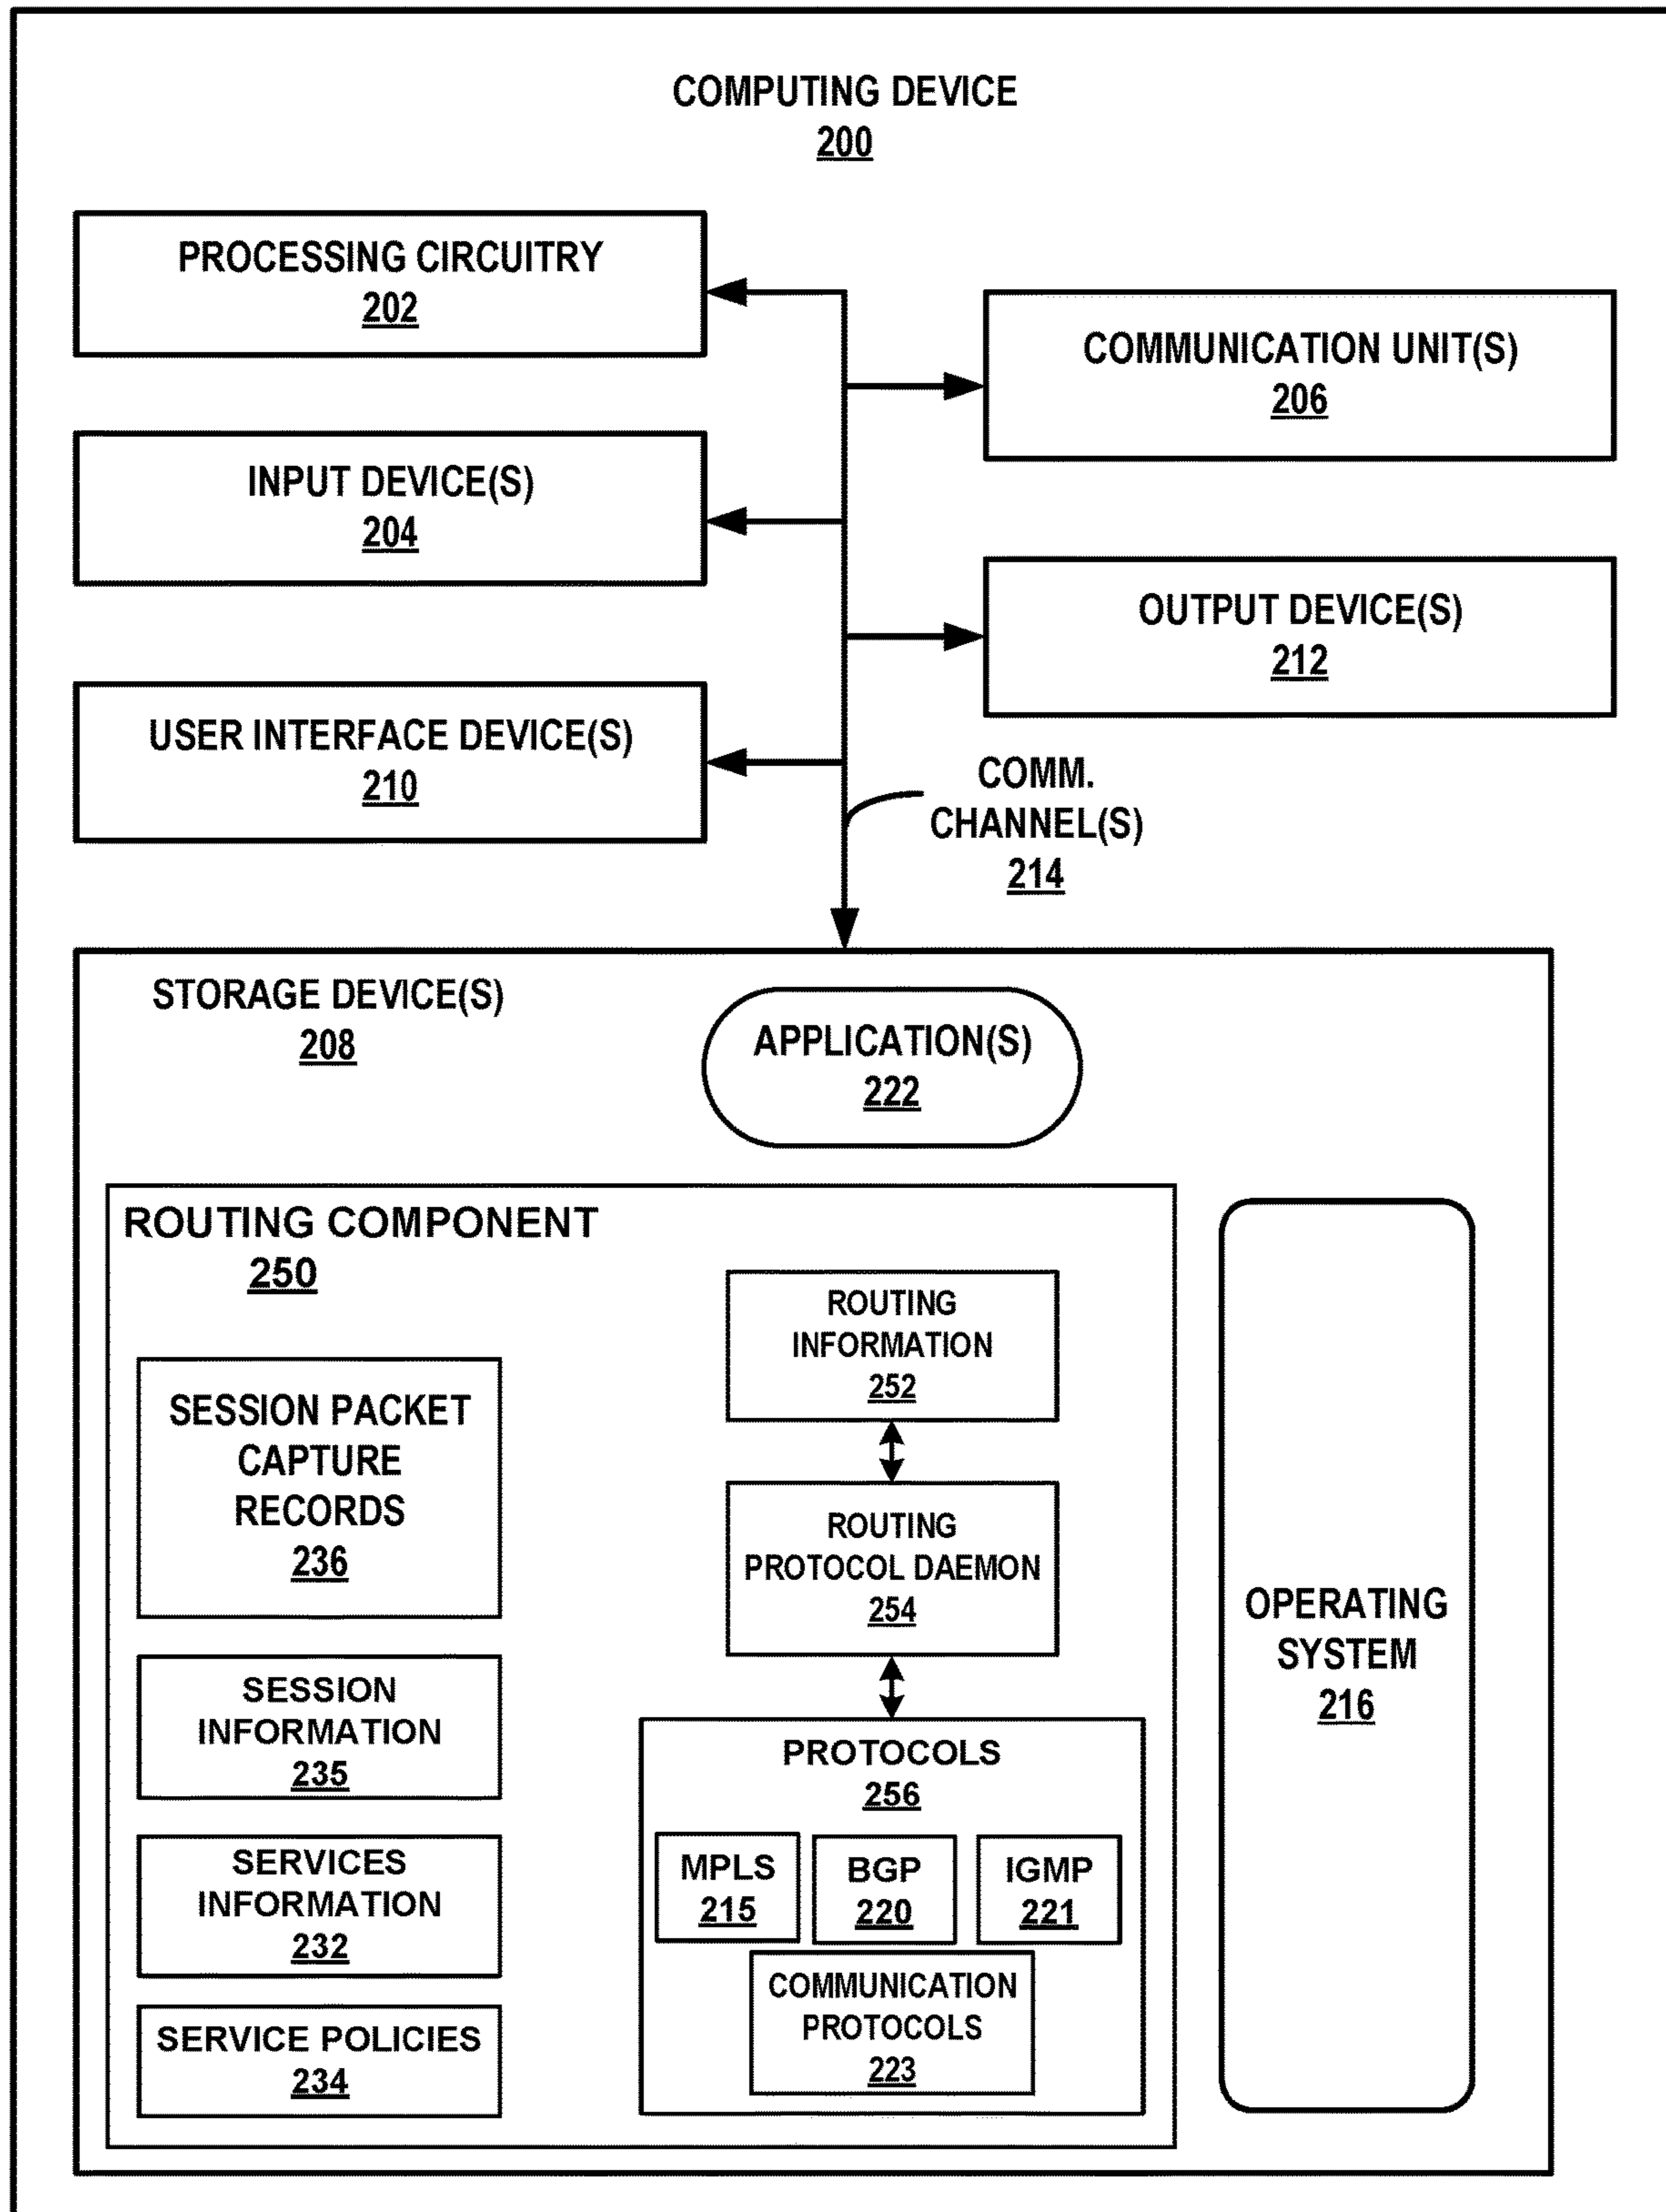 COMPUTING DEVICE
200
PROCESSING CIRCUITRY
202
COMMUNICATION UNIT(S)
206
INPUT DEVICE(S)
204
OUTPUT DEVICE(S)
212
USER INTERFACE DEVICE(S)
210
COMM.
CHANNEL(S)
214
STORAGE DEVICE(S)
208
APPLICATION(S)
222
ROUTING COMPONENT
250
SESSION PACKET
CAPTURE
RECORDS
236
SESSION
INFORMATION
235
SERVICES
INFORMATION
232
SERVICE POLICIES
234
ROUTING
INFORMATION
252
ROUTING
PROTOCOL DAEMON
254
PROTOCOLS
256
MPLS
215
BGP
220
IGMP
221
COMMUNICATION
PROTOCOLS
223
OPERATING
SYSTEM
216